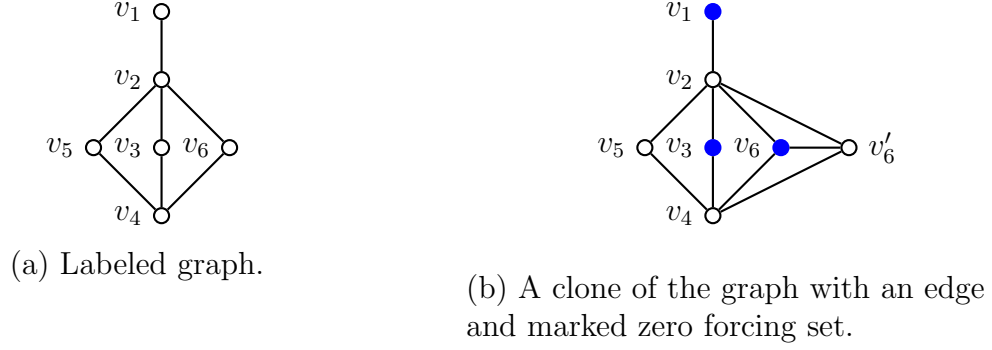 v₁
v₂
v₅ v₃ v₆
v₄
(a) Labeled graph.
v₁
v₂
v₅ v₃ v₆ v₆′
v₄
(b) A clone of the graph with an edge
and marked zero forcing set.